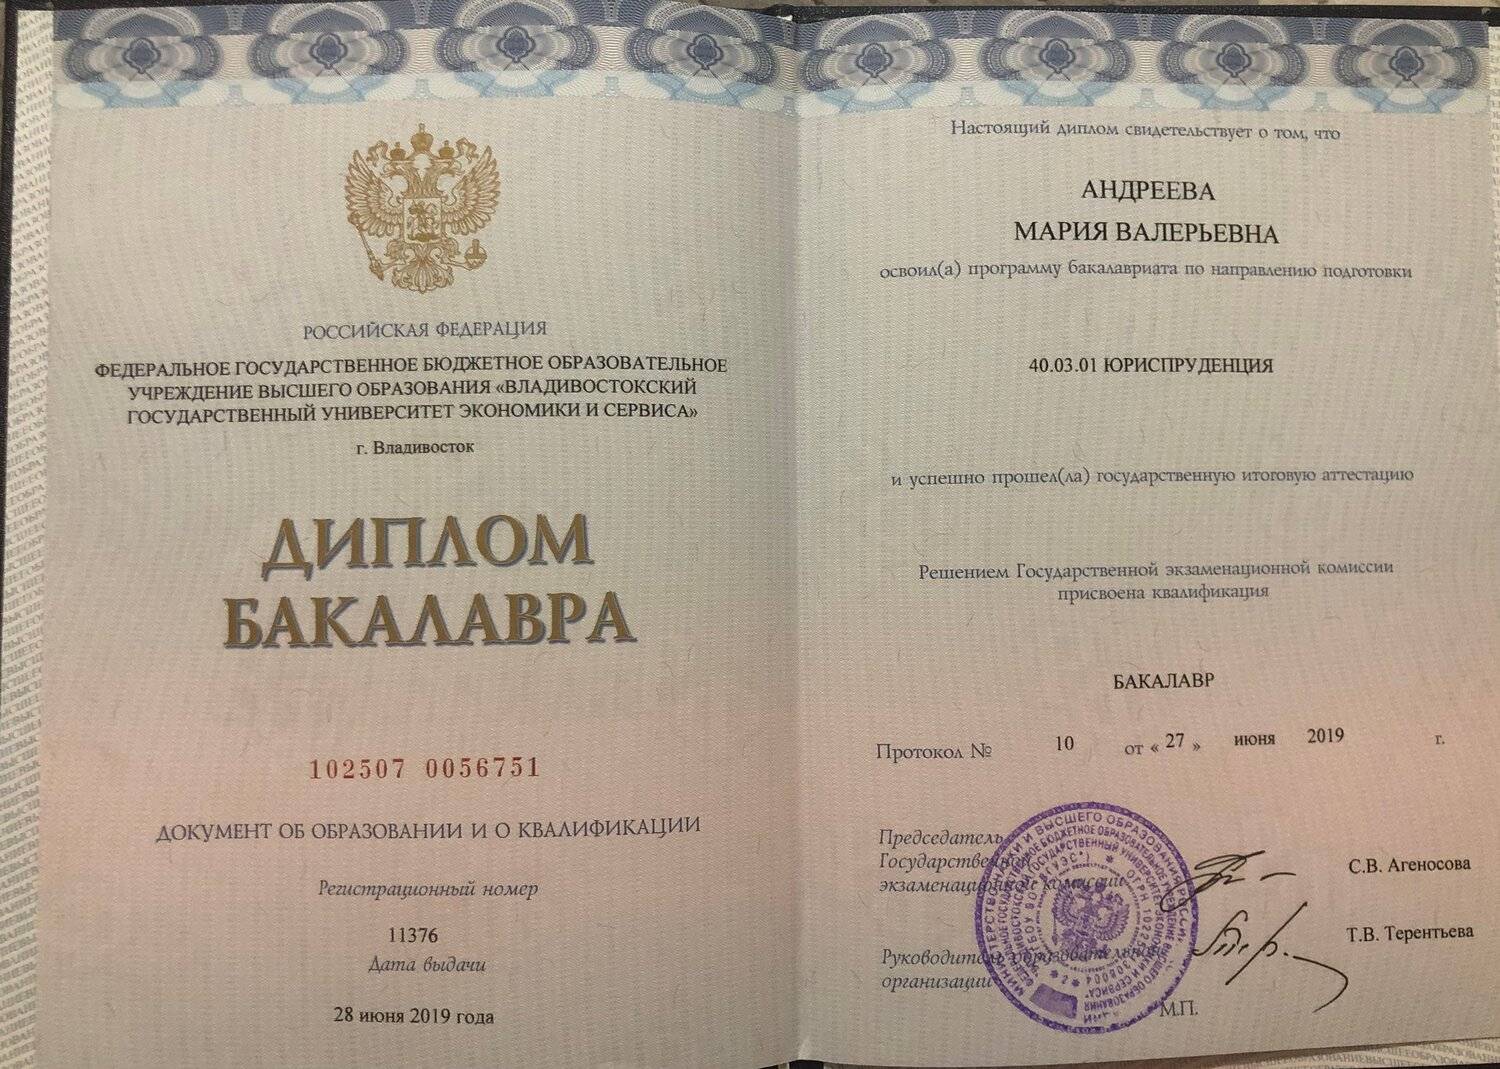 РОССИЙСКАЯ ФЕДЕРАЦИЯ
ФЕДЕРАЛЬНОЕ ГОСУДАРСТВЕННОЕ БЮДЖЕТНОЕ ОБРАЗОВАТЕЛЬНОЕ
УЧРЕЖДЕНИЕ ВЫСШЕГО ОБРАЗОВАНИЯ «ВЛАДИВОСТОКСКИЙ
ГОСУДАРСТВЕННЫЙ УНИВЕРСИТЕТ ЭКОНОМИКИ И СЕРВИСА»
г. Владивосток
ДИПЛОМ
БАКАЛАВРА
102507 0056751
ДОКУМЕНТ ОБ ОБРАЗОВАНИИ И О КВАЛИФИКАЦИИ
Регистрационный номер
11376
Дата выдачи
28 июня 2019 года
Настоящий диплом свидетельствует о том, что
АНДРЕЕВА
МАРИЯ ВАЛЕРЬЕВНА
освоил(а) программу бакалавриата по направлению подготовки
40.03.01 ЮРИСПРУДЕНЦИЯ
и успешно прошел(ла) государственную итоговую аттестацию
Решением Государственной экзаменационной комиссии
присвоена квалификация
БАКАЛАВР
Протокол № 10 от « 27 » июня 2019 г.
Председатель
Государственной
экзаменационной комиссии
С.В. Агеносова
Руководитель образовательной
организации
Т.В. Терентьева
М.П.